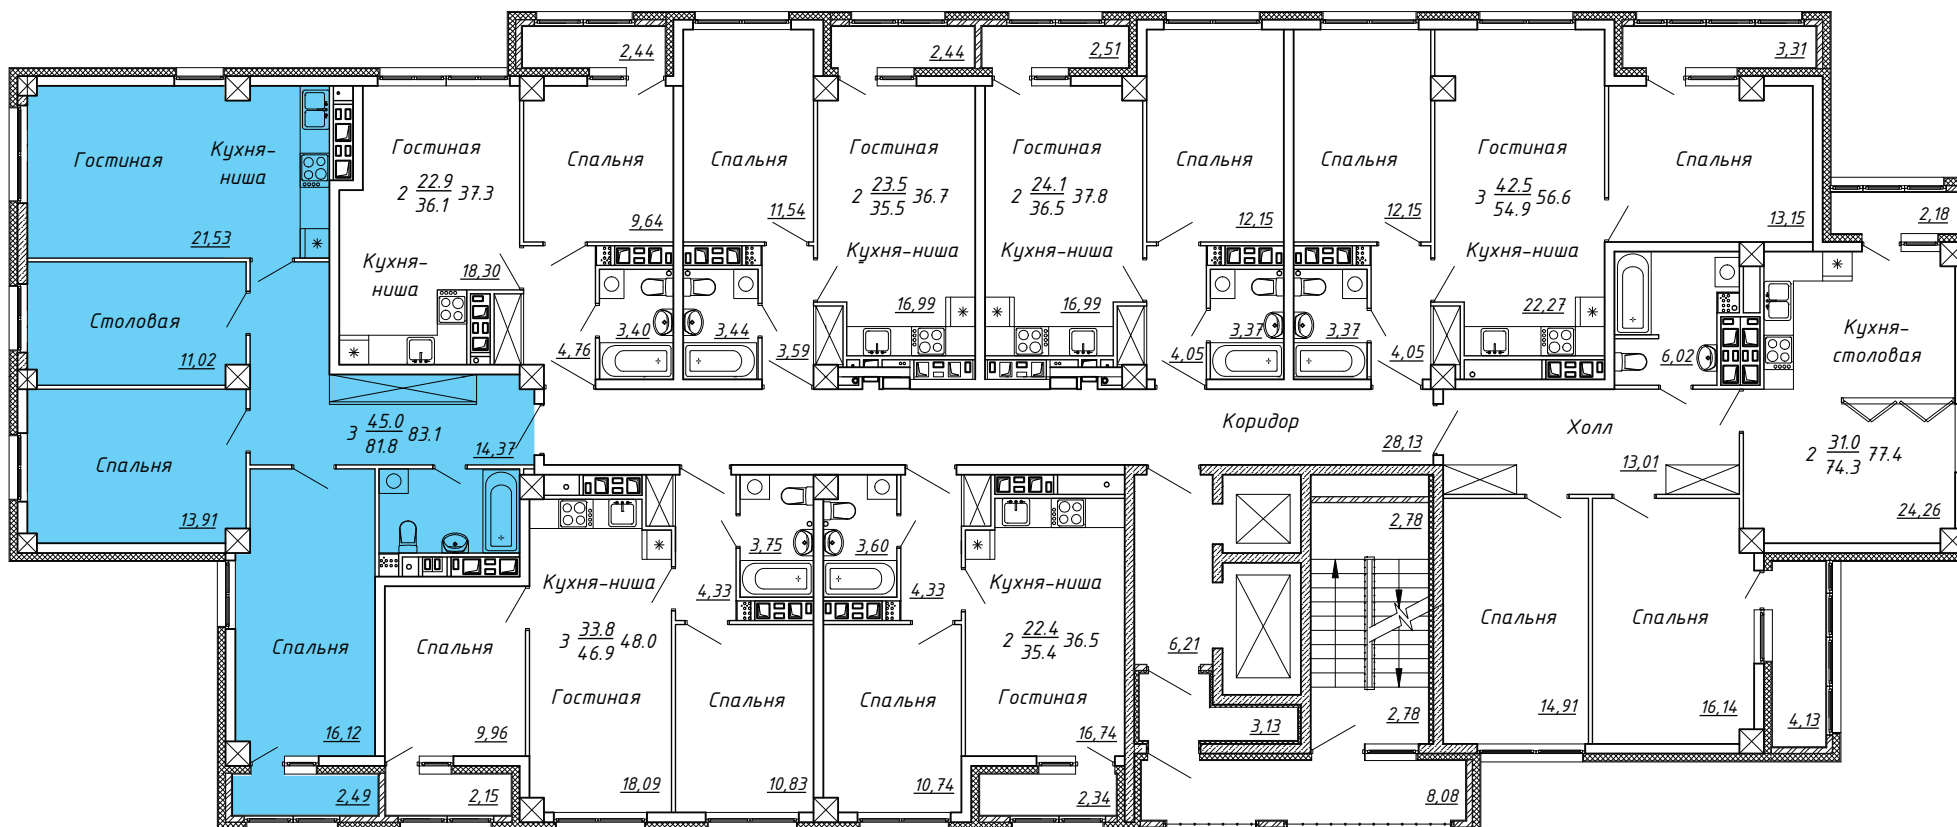 2,44
2,44
2,51
3,31
Гостиная
Кухня-
ниша
21,53
Гостиная
2 22.9 37.3
36.1
Кухня-
ниша
18,30
Спальня
9,64
Спальня
11,54
Гостиная
2 23.5 36.7
35.5
Кухня-ниша
16,99
Гостиная
2 24.1 37.8
36.5
Кухня-ниша
16,99
Спальня
12,15
Спальня
12,15
Гостиная
3 42.5 56.6
54.9
Кухня-ниша
22,27
Спальня
13,15
2,18
Столовая
11,02
4,76
3,40
3,44
3,59
4,05
3,37
3,37
4,05
6,02
Кухня-
столовая
3 45.0 83.1
81.8
14,37
Коридор
28,13
Холл
13,01
2 31.0 77.4
74.3
24,26
Спальня
13,91
Спальня
16,12
2,49
Спальня
9,96
2,15
Кухня-ниша
3 33.8 48.0
46.9
Гостиная
18,09
4,33
3,75
3,60
4,33
Спальня
10,83
Спальня
10,74
Кухня-ниша
2 22.4 36.5
35.4
Гостиная
16,74
2,34
6,21
3,13
2,78
2,78
8,08
Спальня
14,91
Спальня
16,14
4,13